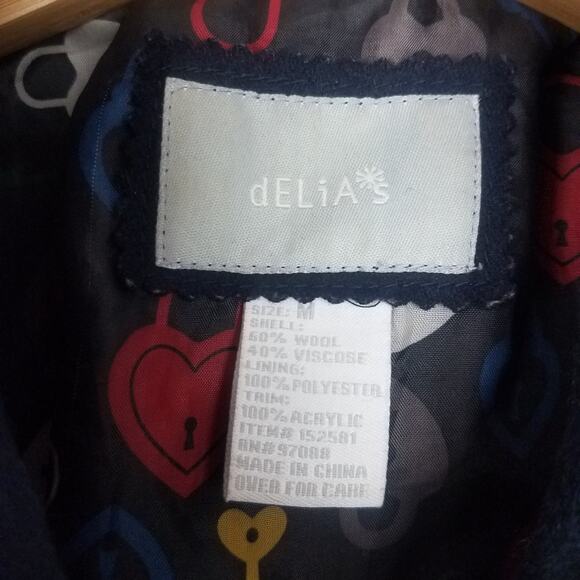 dELiA*s
SIZE: M
SHELL:
60% WOOL
40% VISCOSE
LINING:
100% POLYESTER
TRIM:
100% ACRYLIC
ITEM# 152581
RN# 97088
MADE IN CHINA
OVER FOR CARE